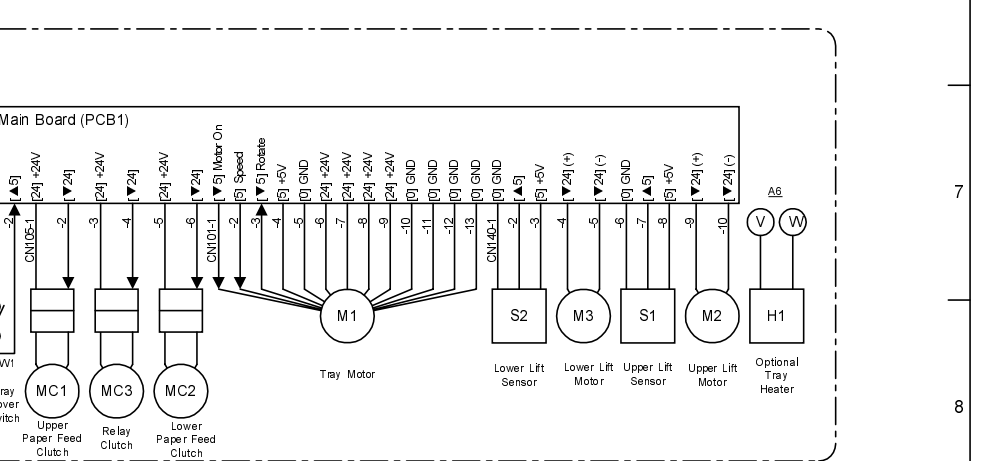 Main Board (PCB1)
▲5]
[24] +24V
▼24]
[24] +24V
▼24]
[24] +24V
▼24]
▼5] Motor On
[5] Speed
▼5] Rotate
[5] +5V
[0] GND
[24] +24V
[24] +24V
[24] +24V
[24] +24V
[0] GND
[0] GND
[0] GND
[0] GND
[0] GND
▲5]
[5] +5V
▼24] (+)
▼24] (-)
[0] GND
▲5]
[5] +5V
▼24] (+)
▼24] (-)
A6
7
-2
CN105-1
-2
-3
-4
-5
-6
CN101-1
-2
-3
-4
-5
-6
-7
-8
-9
-10
-11
-12
-13
CN140-1
-2
-3
-4
-5
-6
-7
-8
-9
-10
V
W
M1
S2
M3
S1
M2
H1
W1
Tray Motor
Lower Lift
Sensor
Lower Lift
Motor
Upper Lift
Sensor
Upper Lift
Motor
Optional
Tray
Heater
MC1
MC3
MC2
ray
over
witch
Upper
Paper Feed
Clutch
Relay
Clutch
Lower
Paper Feed
Clutch
8